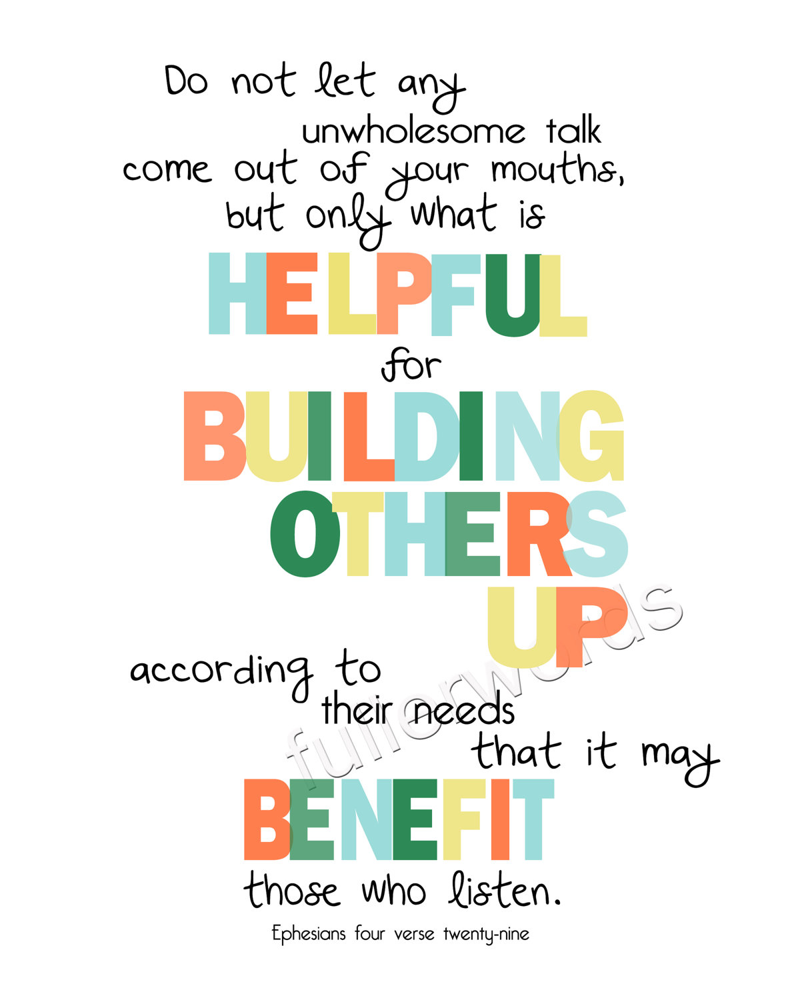 Do not let any
unwholesome talk
come out of your mouths,
but only what is
HELPFUL
for
BUILDING
OTHERS
UP
according to
their needs
that it may
BENEFIT
those who listen.
Ephesians four verse twenty-nine
fullerwords